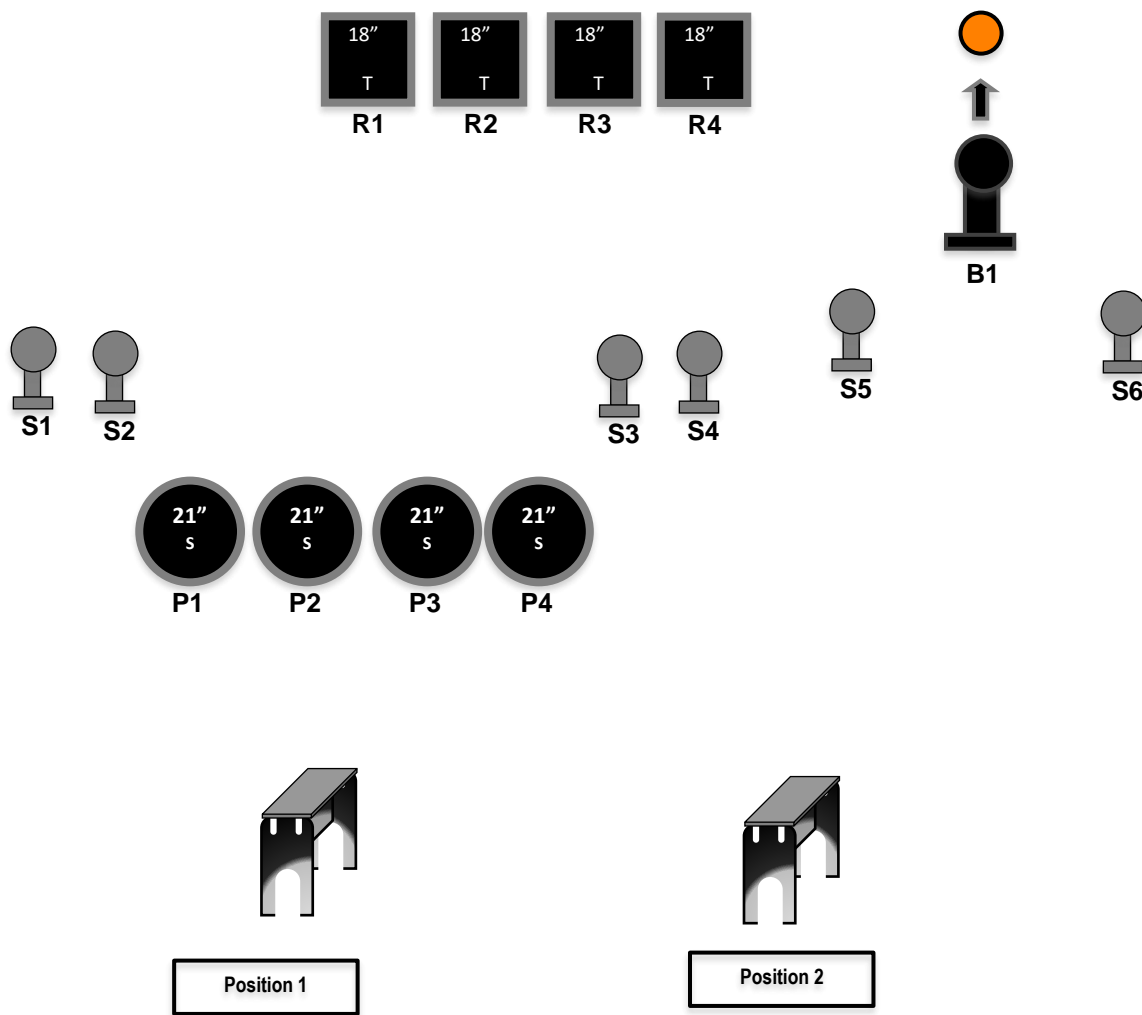 18” 18” 18” 18”
T T T T
R1 R2 R3 R4
B1
S1 S2 S3 S4 S5 S6
21” 21” 21” 21”
S S S S
P1 P2 P3 P4
Position 1 Position 2